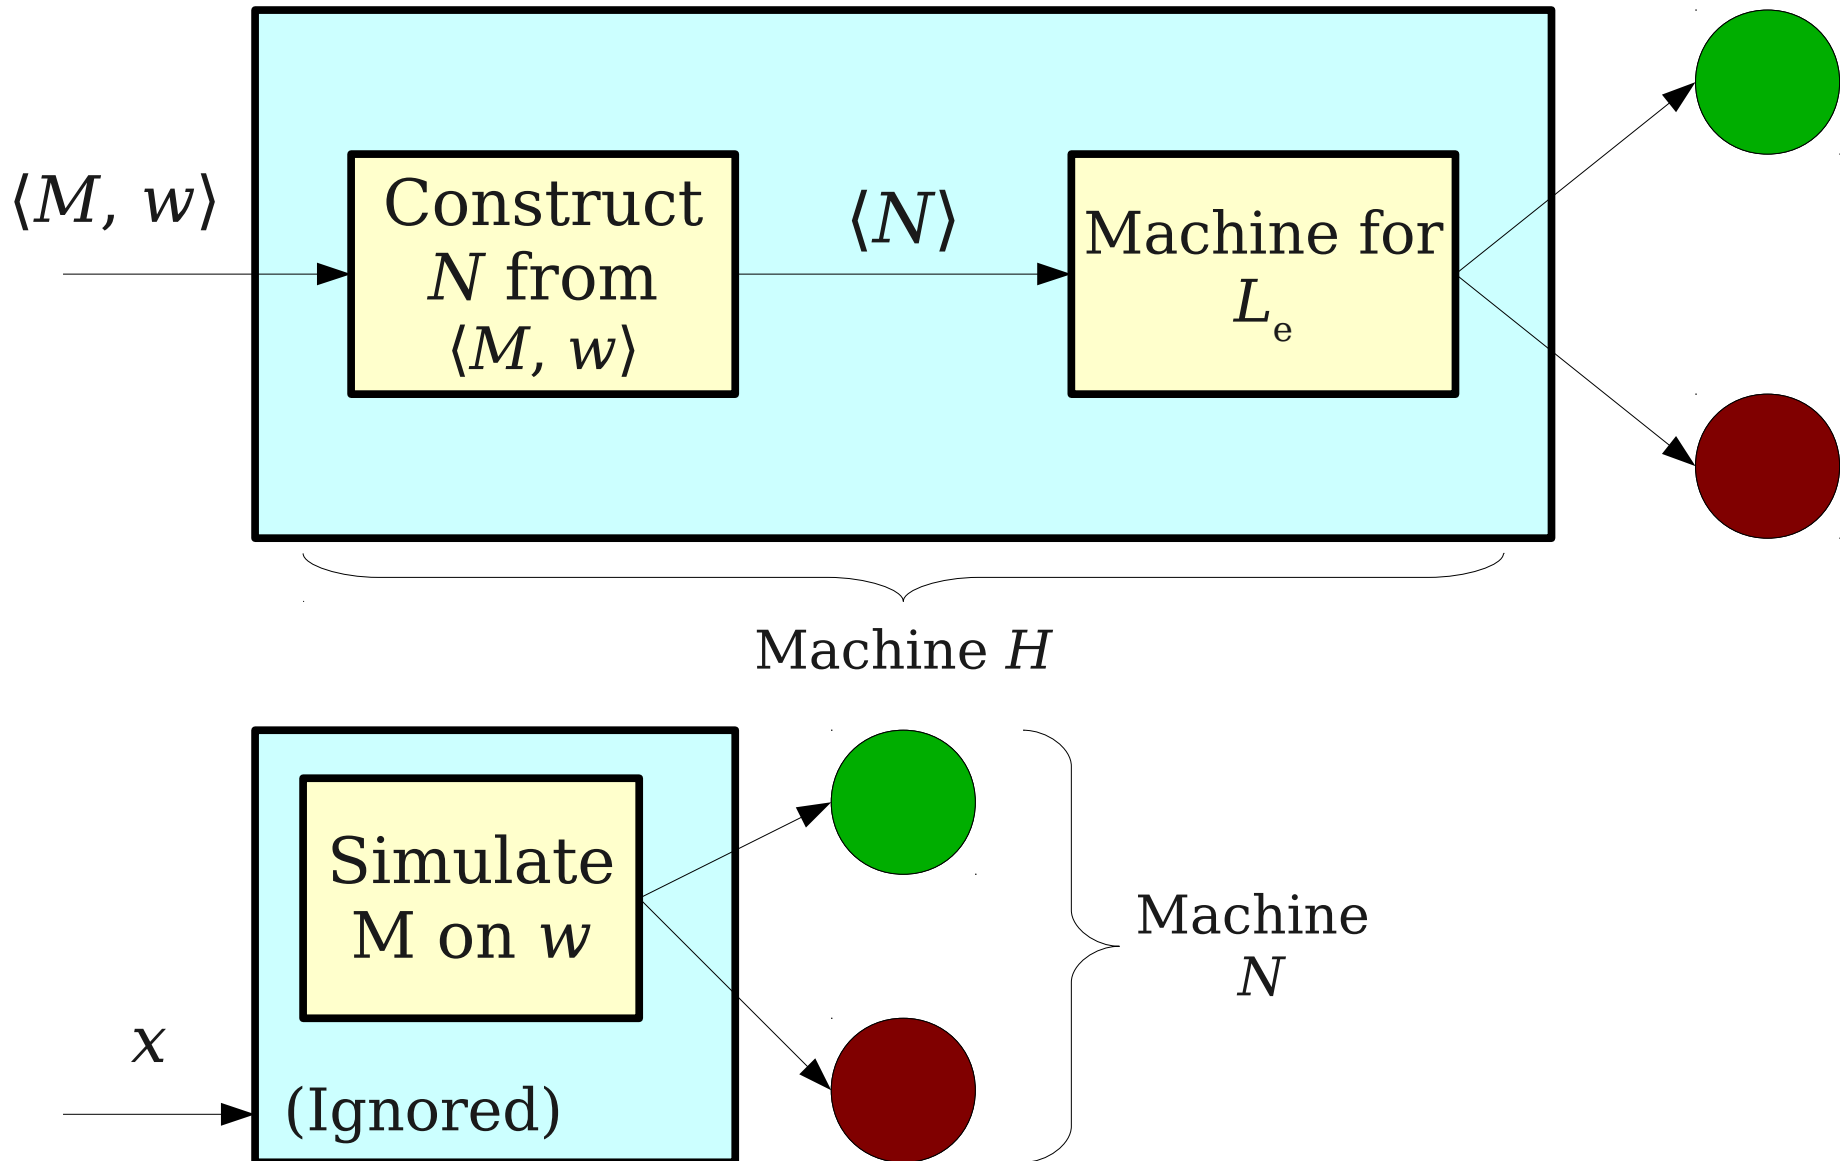 ⟨M, w⟩
Construct
N from
⟨M, w⟩
⟨N⟩
Machine for
Lₑ
Machine H
Simulate
M on w
x
(Ignored)
Machine
N